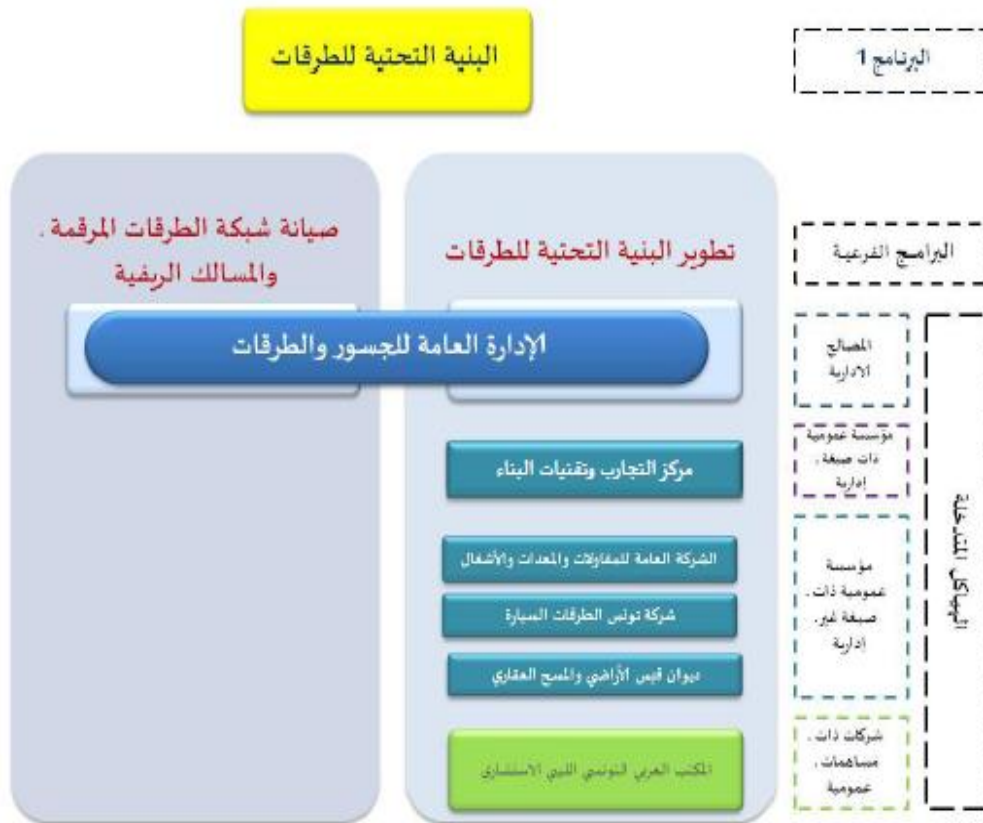 البنية التحتية للطرقات
البرنامج 1
صيانة شبكة الطرقات المرقمة .
والمسالك الريفية
تطوير البنية التحتية للطرقات
البرامج الفرعية
الإدارة العامة للجسور والطرقات
المصالح
الادارية
مركز التجارب وتقنيات البناء
مؤسسة عمومية
ذات صبغة .
إدارية
الشركة العامة للمقاولات والمعدات والأشغال
شركة تونس الطرقات السيارة
ديوان قيس الأراضي والمسح العقاري
مؤسسة
عمومية ذات .
صبغة غير .
إدارية
المكتب العربي التونسي الليبي الاستشاري
شركات ذات .
مساهمات .
عمومية
الهياكل المتدخلة